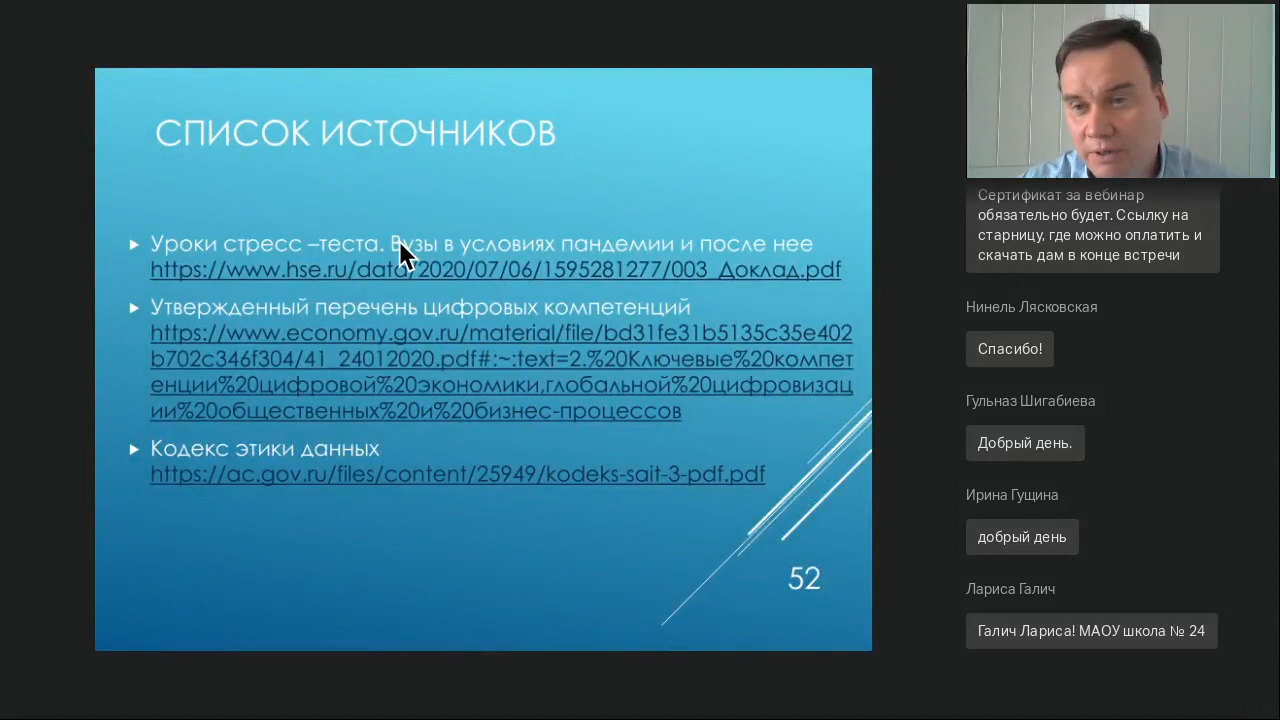 СПИСОК ИСТОЧНИКОВ
Уроки стресс –теста. Вузы в условиях пандемии и после нее
https://www.hse.ru/data/2020/07/06/1595281277/003_Доклад.pdf
Утвержденный перечень цифровых компетенций
https://www.economy.gov.ru/material/file/bd31fe31b5135c35e402
b702c346f304/41_24012020.pdf#:~:text=2.%20Ключевые%20компет
енции%20цифровой%20экономики,глобальной%20цифровизац
ии%20общественных%20и%20бизнес-процессов
Кодекс этики данных
https://ac.gov.ru/files/content/25949/kodeks-sait-3-pdf.pdf
52
Сертификат за вебинар
обязательно будет. Ссылку на
старницу, где можно оплатить и
скачать дам в конце встречи
Нинель Лясковская
Спасибо!
Гульназ Шигабиева
Добрый день.
Ирина Гущина
добрый день
Лариса Галич
Галич Лариса! МАОУ школа № 24